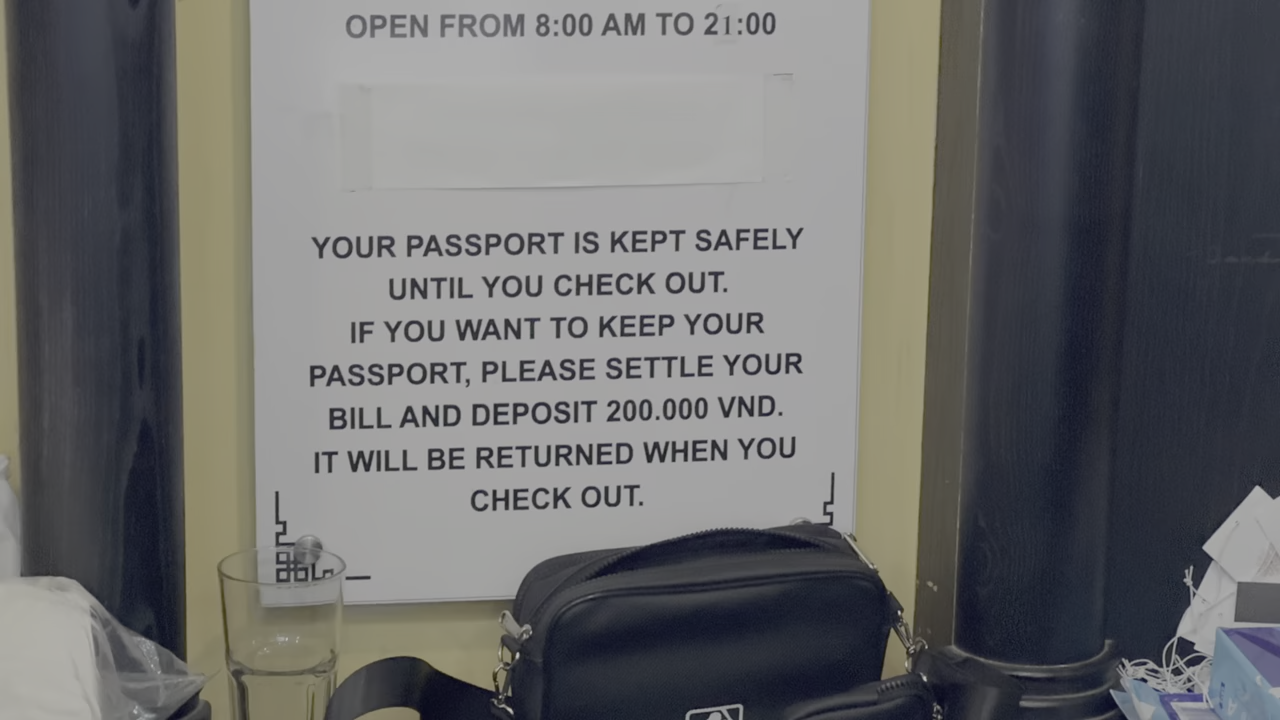 OPEN FROM 8:00 AM TO 21:00
YOUR PASSPORT IS KEPT SAFELY
UNTIL YOU CHECK OUT.
IF YOU WANT TO KEEP YOUR
PASSPORT, PLEASE SETTLE YOUR
BILL AND DEPOSIT 200.000 VND.
IT WILL BE RETURNED WHEN YOU
CHECK OUT.